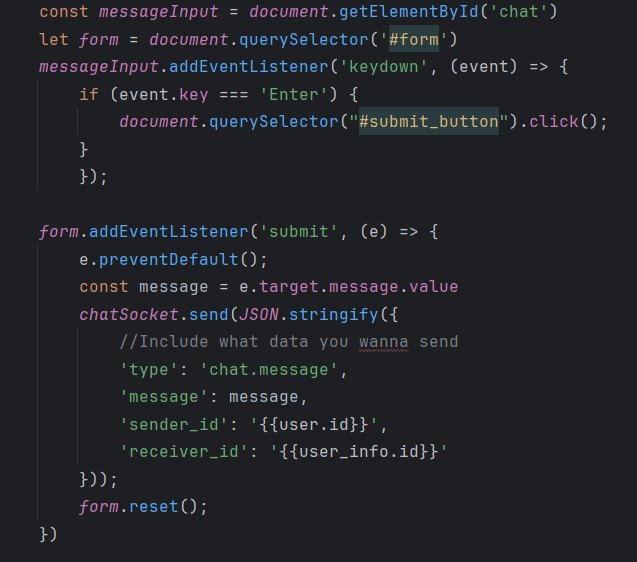 const messageInput = document.getElementById('chat')
let form = document.querySelector('#form')
messageInput.addEventListener('keydown', (event) => {
    if (event.key === 'Enter') {
        document.querySelector("#submit_button").click();
    }
    });

form.addEventListener('submit', (e) => {
    e.preventDefault();
    const message = e.target.message.value
    chatSocket.send(JSON.stringify({
        //Include what data you wanna send
        'type': 'chat.message',
        'message': message,
        'sender_id': '{{user.id}}',
        'receiver_id': '{{user_info.id}}'
    }));
    form.reset();
})